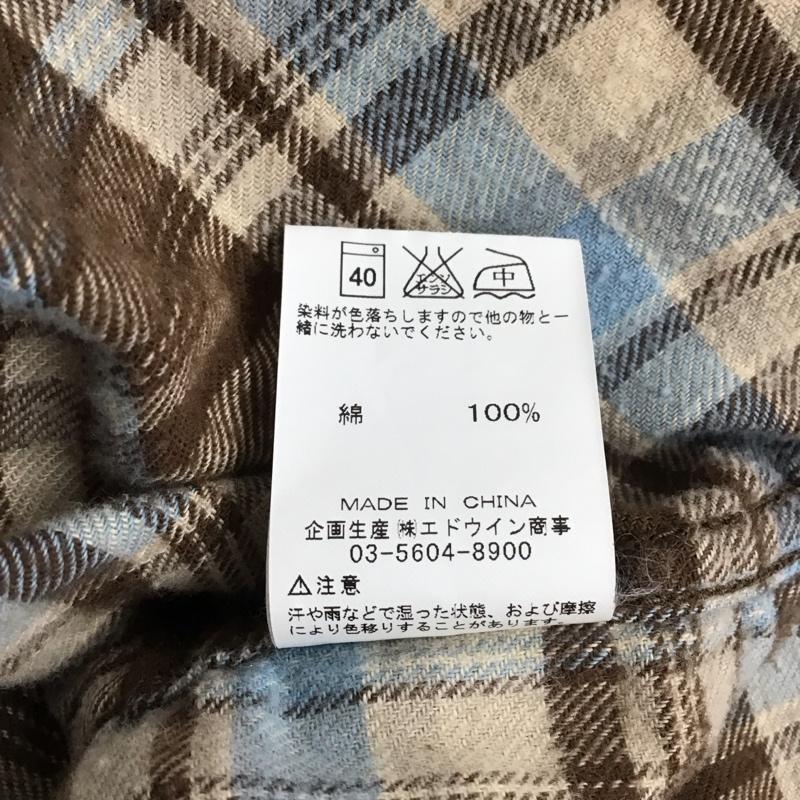 40 エンソ サラシ 中
染料が色落ちしますので他の物と一
緒に洗わないでください。
綿 100%
MADE IN CHINA
企画生産㈱エドウイン商事
03-5604-8900
⚠注意
汗や雨などで湿った状態、および摩擦
により色移りすることがあります。